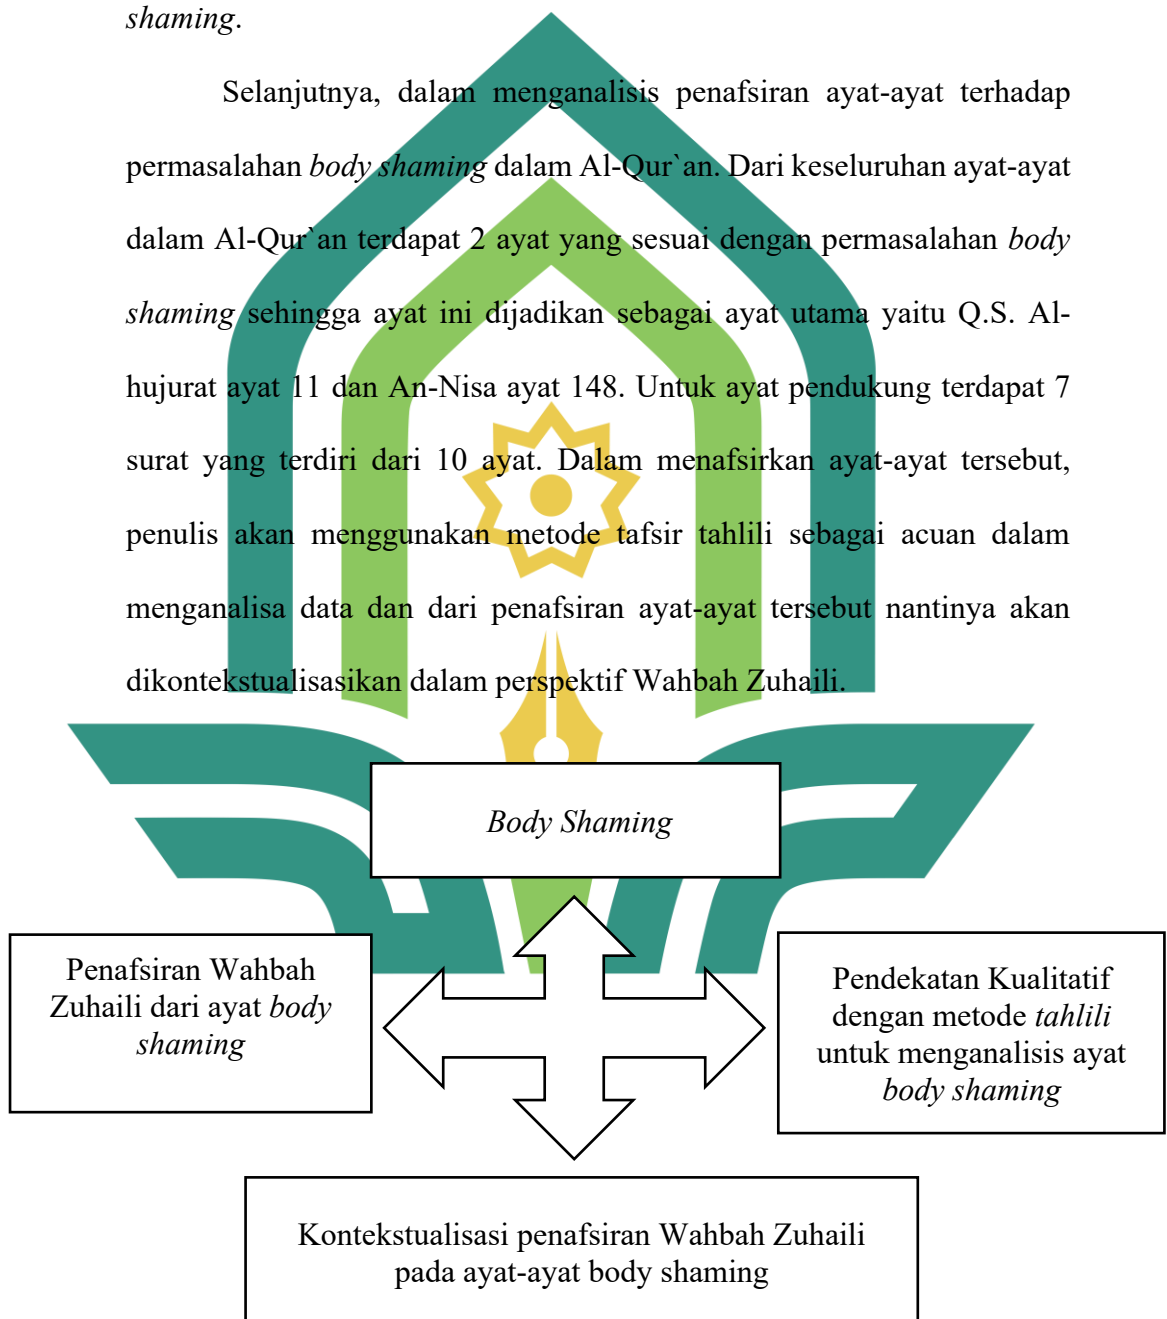 shaming.
Selanjutnya, dalam menganalisis penafsiran ayat-ayat terhadap
permasalahan body shaming dalam Al-Qur`an. Dari keseluruhan ayat-ayat
dalam Al-Qur`an terdapat 2 ayat yang sesuai dengan permasalahan body
shaming sehingga ayat ini dijadikan sebagai ayat utama yaitu Q.S. Al-
hujurat ayat 11 dan An-Nisa ayat 148. Untuk ayat pendukung terdapat 7
surat yang terdiri dari 10 ayat. Dalam menafsirkan ayat-ayat tersebut,
penulis akan menggunakan metode tafsir tahlili sebagai acuan dalam
menganalisa data dan dari penafsiran ayat-ayat tersebut nantinya akan
dikontekstualisasikan dalam perspektif Wahbah Zuhaili.
Body Shaming
Penafsiran Wahbah
Zuhaili dari ayat body
shaming
Pendekatan Kualitatif
dengan metode tahlili
untuk menganalisis ayat
body shaming
Kontekstualisasi penafsiran Wahbah Zuhaili
pada ayat-ayat body shaming